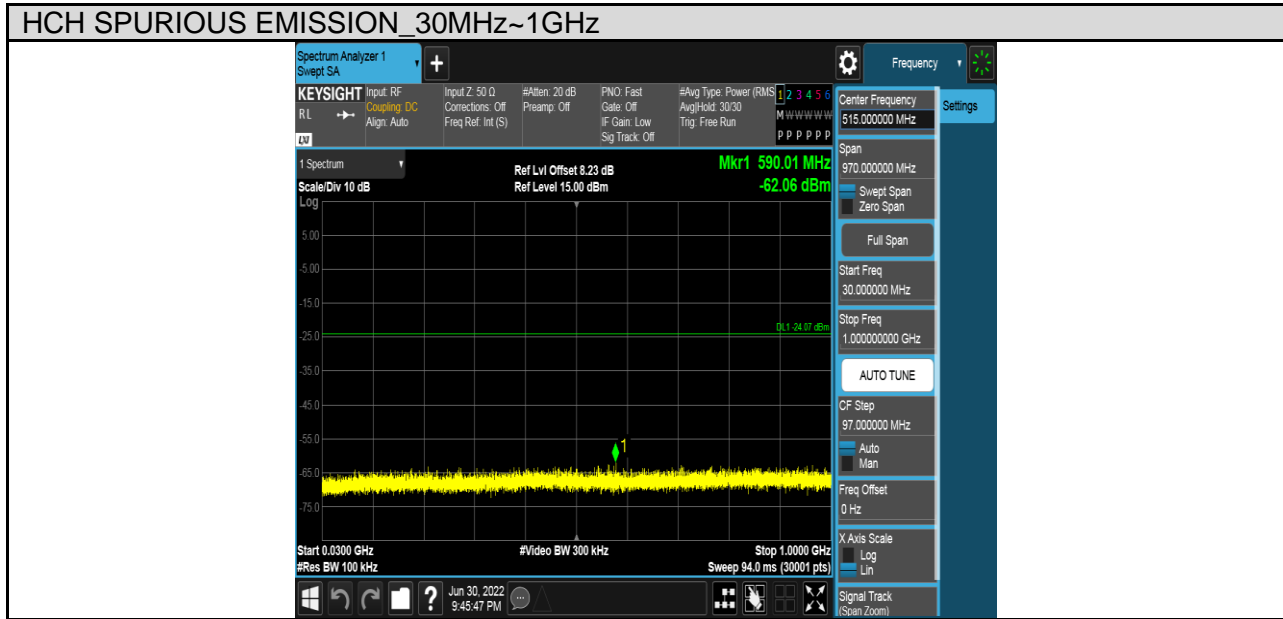 HCH SPURIOUS EMISSION_30MHz~1GHz
Spectrum Analyzer 1
Swept SA
+
Frequency
KEYSIGHT
RL
LXI
Input: RF
Coupling: DC
Align: Auto
Input Z: 50 Ω
Corrections: Off
Freq Ref: Int (S)
#Atten: 20 dB
Preamp: Off
PNO: Fast
Gate: Off
IF Gain: Low
Sig Track: Off
#Avg Type: Power (RMS
Avg|Hold: 30/30
Trig: Free Run
1 2 3 4 5 6
M W W W W W
P P P P P P
1 Spectrum
Scale/Div 10 dB
Log
Ref Lvl Offset 8.23 dB
Ref Level 15.00 dBm
Mkr1 590.01 MHz
-62.06 dBm
5.00
-5.00
-15.0
DL1 -24.07 dBm
-25.0
-35.0
-45.0
-55.0
1
-65.0
-75.0
Start 0.0300 GHz
#Res BW 100 kHz
#Video BW 300 kHz
Stop 1.0000 GHz
Sweep 94.0 ms (30001 pts)
?
Jun 30, 2022
9:45:47 PM
Center Frequency
515.000000 MHz
Settings
Span
970.000000 MHz
Swept Span
Zero Span
Full Span
Start Freq
30.000000 MHz
Stop Freq
1.000000000 GHz
AUTO TUNE
CF Step
97.000000 MHz
Auto
Man
Freq Offset
0 Hz
X Axis Scale
Log
Lin
Signal Track
(Span Zoom)